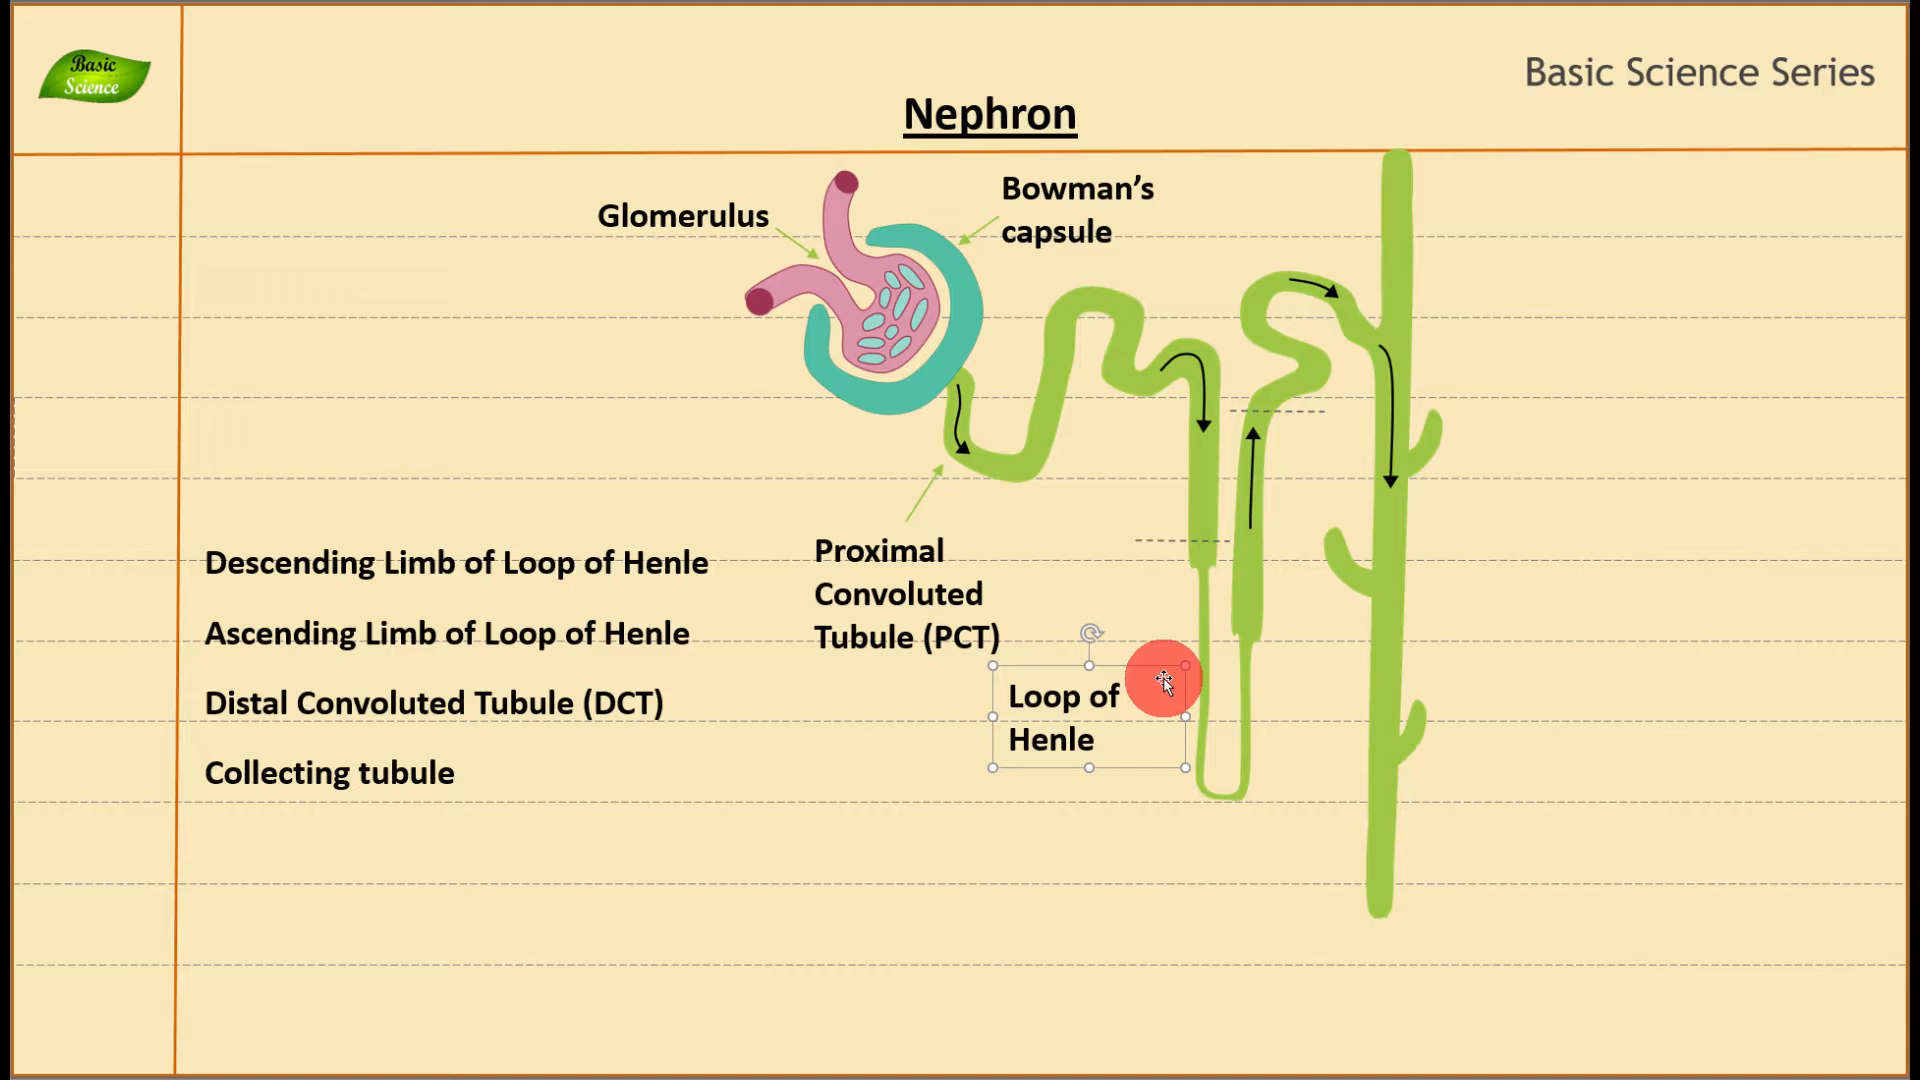 Basic
Science
Basic Science Series
Nephron
Glomerulus
Bowman’s
capsule
Proximal
Convoluted
Tubule (PCT)
Descending Limb of Loop of Henle
Ascending Limb of Loop of Henle
Distal Convoluted Tubule (DCT)
Collecting tubule
Loop of
Henle